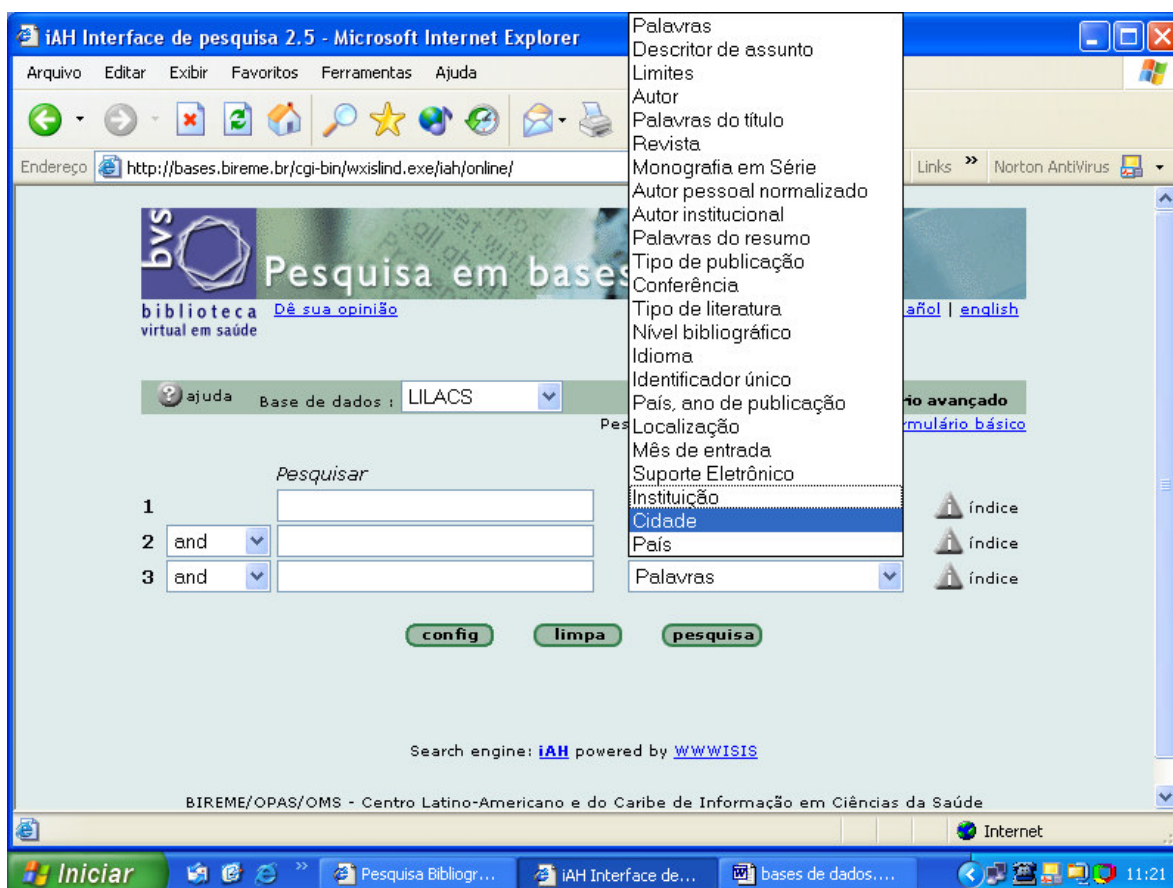 iAH Interface de pesquisa 2.5 - Microsoft Internet Explorer
Arquivo Editar Exibir Favoritos Ferramentas Ajuda
Endereço http://bases.bireme.br/cgi-bin/wxislind.exe/iah/online/ Links » Norton AntiVirus
Palavras
Descritor de assunto
Limites
Autor
Palavras do título
Revista
Monografia em Série
Autor pessoal normalizado
Autor institucional
Palavras do resumo
Tipo de publicação
Conferência
Tipo de literatura
Nível bibliográfico
Idioma
Identificador único
País, ano de publicação
Localização
Mês de entrada
Suporte Eletrônico
Instituição
Cidade
País
bvs
Pesquisa em bases
biblioteca
virtual em saúde
Dê sua opinião
añol | english
ajuda Base de dados : LILACS
io avançado
Pes
rmulário básico
Pesquisar
1 índice
2 and índice
3 and Palavras índice
config limpa pesquisa
Search engine: iAH powered by WWWISIS
BIREME/OPAS/OMS - Centro Latino-Americano e do Caribe de Informação em Ciências da Saúde
Internet
Iniciar » Pesquisa Bibliogr... iAH Interface de... bases de dados.... 11:21